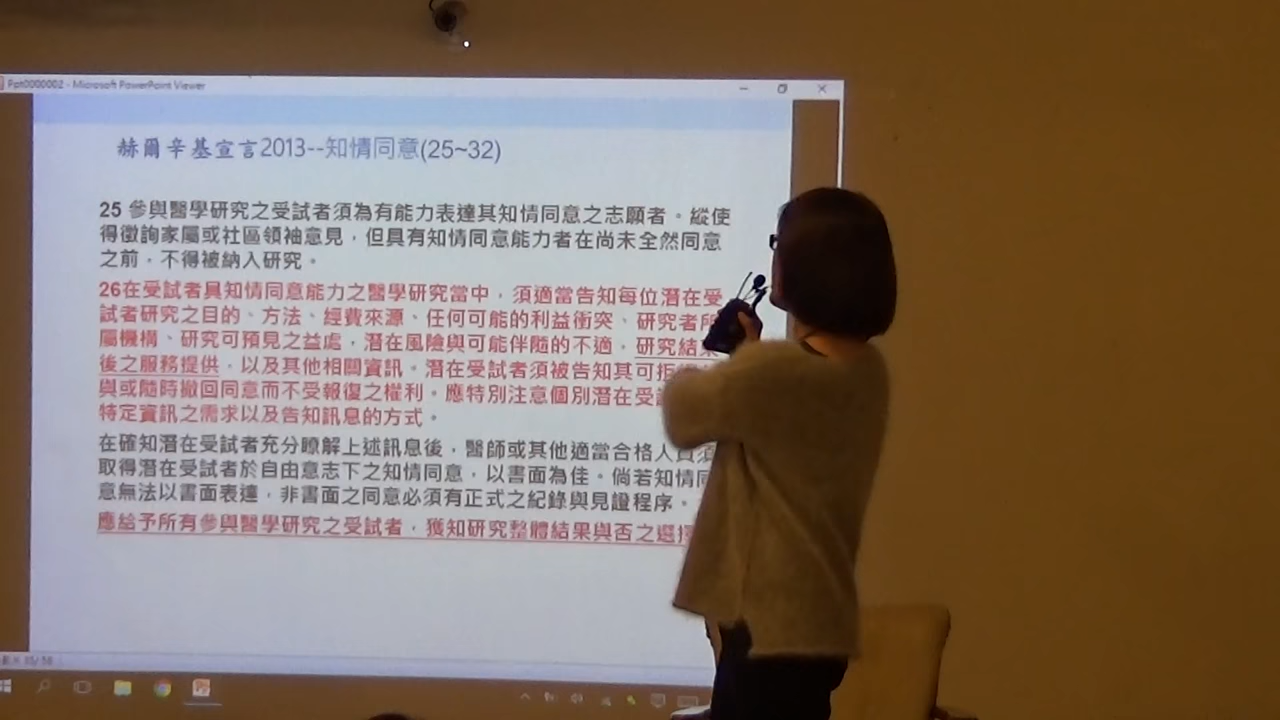 Ppt0000002 - Microsoft PowerPoint Viewer
赫爾辛基宣言2013--知情同意(25~32)
25 參與醫學研究之受試者須為有能力表達其知情同意之志願者。縱使
得徵詢家屬或社區領袖意見，但具有知情同意能力者在尚未全然同意
之前，不得被納入研究。
26在受試者具知情同意能力之醫學研究當中，須適當告知每位潛在受
試者研究之目的、方法、經費來源、任何可能的利益衝突、研究者所
屬機構、研究可預見之益處，潛在風險與可能伴隨的不適，研究結果
後之服務提供，以及其他相關資訊。潛在受試者須被告知其可拒
與或隨時撤回同意而不受報復之權利。應特別注意個別潛在受
特定資訊之需求以及告知訊息的方式。
在確知潛在受試者充分瞭解上述訊息後，醫師或其他適當合格人員須
取得潛在受試者於自由意志下之知情同意，以書面為佳。倘若知情同
意無法以書面表達，非書面之同意必須有正式之紀錄與見證程序。
應給予所有參與醫學研究之受試者，獲知研究整體結果與否之選擇